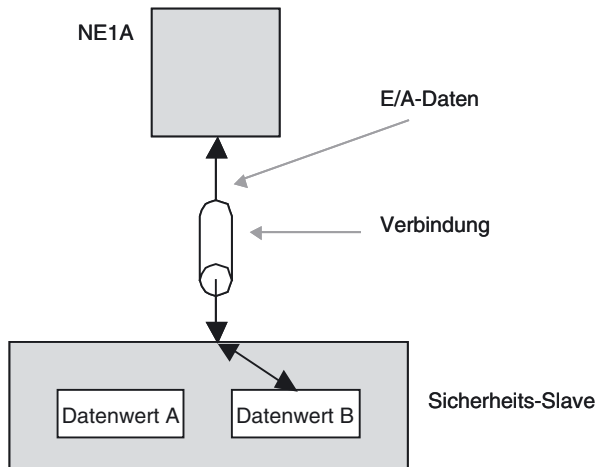 NE1A
E/A-Daten
Verbindung
Datenwert A
Datenwert B
Sicherheits-Slave